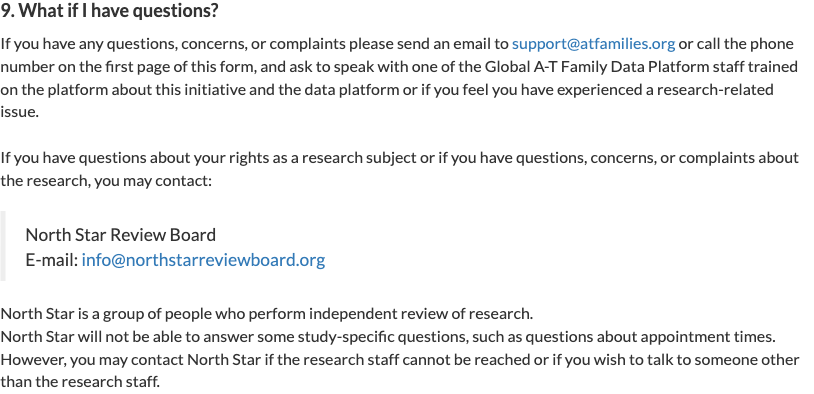 9. What if I have questions?
If you have any questions, concerns, or complaints please send an email to support@atfamilies.org or call the phone
number on the first page of this form, and ask to speak with one of the Global A-T Family Data Platform staff trained
on the platform about this initiative and the data platform or if you feel you have experienced a research-related
issue.
If you have questions about your rights as a research subject or if you have questions, concerns, or complaints about
the research, you may contact:
North Star Review Board
E-mail: info@northstarreviewboard.org
North Star is a group of people who perform independent review of research.
North Star will not be able to answer some study-specific questions, such as questions about appointment times.
However, you may contact North Star if the research staff cannot be reached or if you wish to talk to someone other
than the research staff.